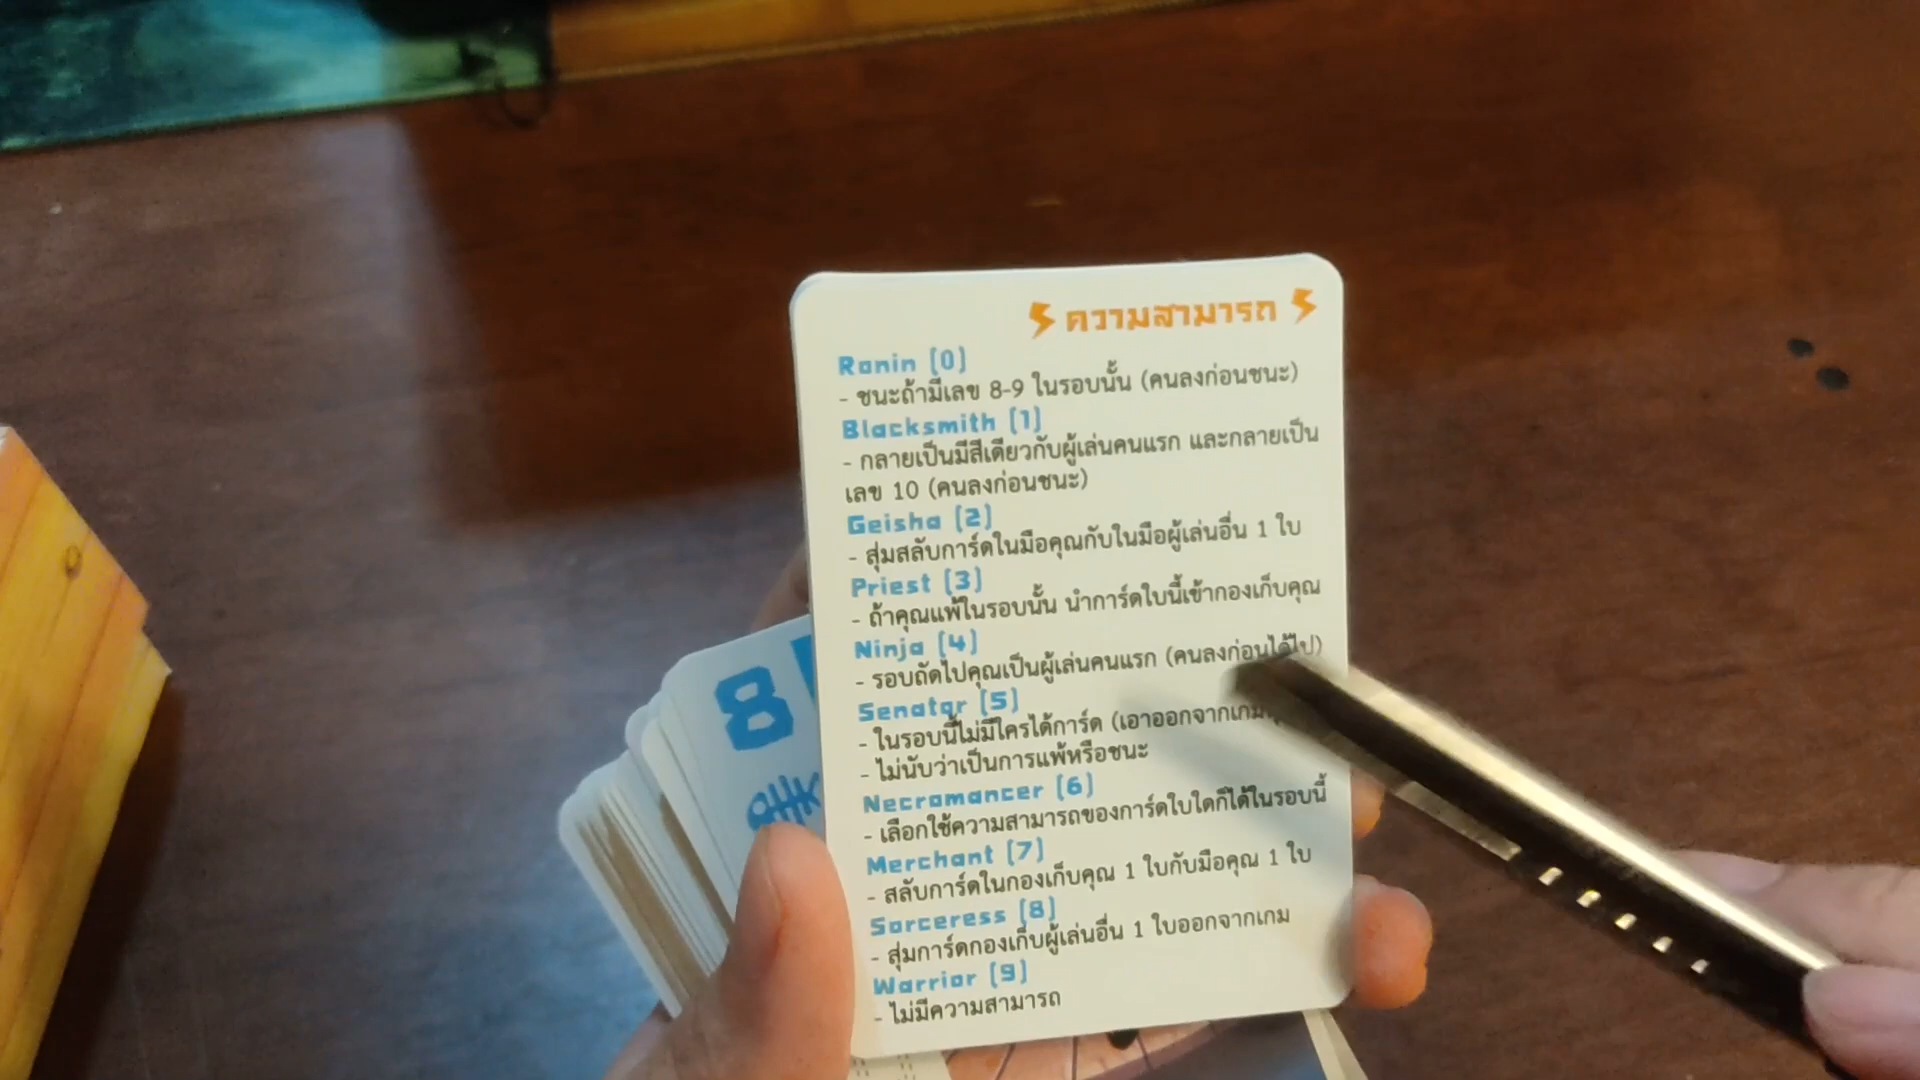 ความสามารถ
Ronin (0)
- ชนะถ้ามีเลข 8-9 ในรอบนั้น (คนลงก่อนชนะ)
Blacksmith (1)
- กลายเป็นมีสีเดียวกับผู้เล่นคนแรก และกลายเป็น
เลข 10 (คนลงก่อนชนะ)
Geisha (2)
- สุ่มสลับการ์ดในมือคุณกับในมือผู้เล่นอื่น 1 ใบ
Priest (3)
- ถ้าคุณแพ้ในรอบนั้น นำการ์ดใบนี้เข้ากองเก็บคุณ
Ninja (4)
- รอบถัดไปคุณเป็นผู้เล่นคนแรก (คนลงก่อนได้ไป)
Senator (5)
- ในรอบนี้ไม่มีใครได้การ์ด (เอาออกจากเกม
- ไม่นับว่าเป็นการแพ้หรือชนะ
Necromancer (6)
- เลือกใช้ความสามารถของการ์ดใบใดก็ได้ในรอบนี้
Merchant (7)
- สลับการ์ดในกองเก็บคุณ 1 ใบกับมือคุณ 1 ใบ
Sorceress (8)
- สุ่มการ์ดกองเก็บผู้เล่นอื่น 1 ใบออกจากเกม
Warrior (9)
- ไม่มีความสามารถ
8